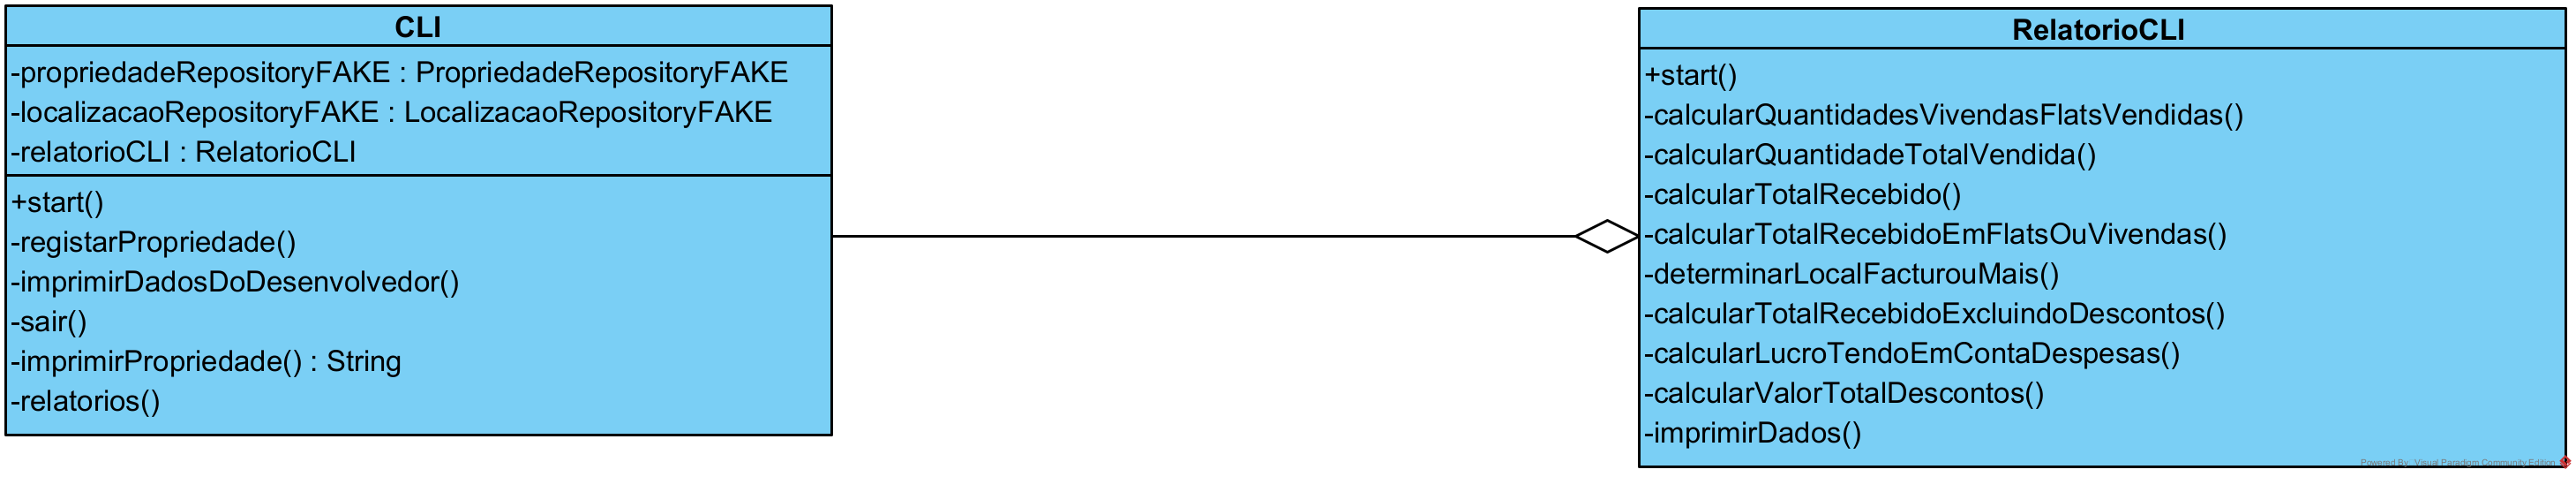 CLI
-propriedadeRepositoryFAKE : PropriedadeRepositoryFAKE
-localizacaoRepositoryFAKE : LocalizacaoRepositoryFAKE
-relatorioCLI : RelatorioCLI
+start()
-registarPropriedade()
-imprimirDadosDoDesenvolvedor()
-sair()
-imprimirPropriedade() : String
-relatorios()
RelatorioCLI
+start()
-calcularQuantidadesVivendasFlatsVendidas()
-calcularQuantidadeTotalVendida()
-calcularTotalRecebido()
-calcularTotalRecebidoEmFlatsOuVivendas()
-determinarLocalFacturouMais()
-calcularTotalRecebidoExcluindoDescontos()
-calcularLucroTendoEmContaDespesas()
-calcularValorTotalDescontos()
-imprimirDados()
Powered By: Visual Paradigm Community Edition